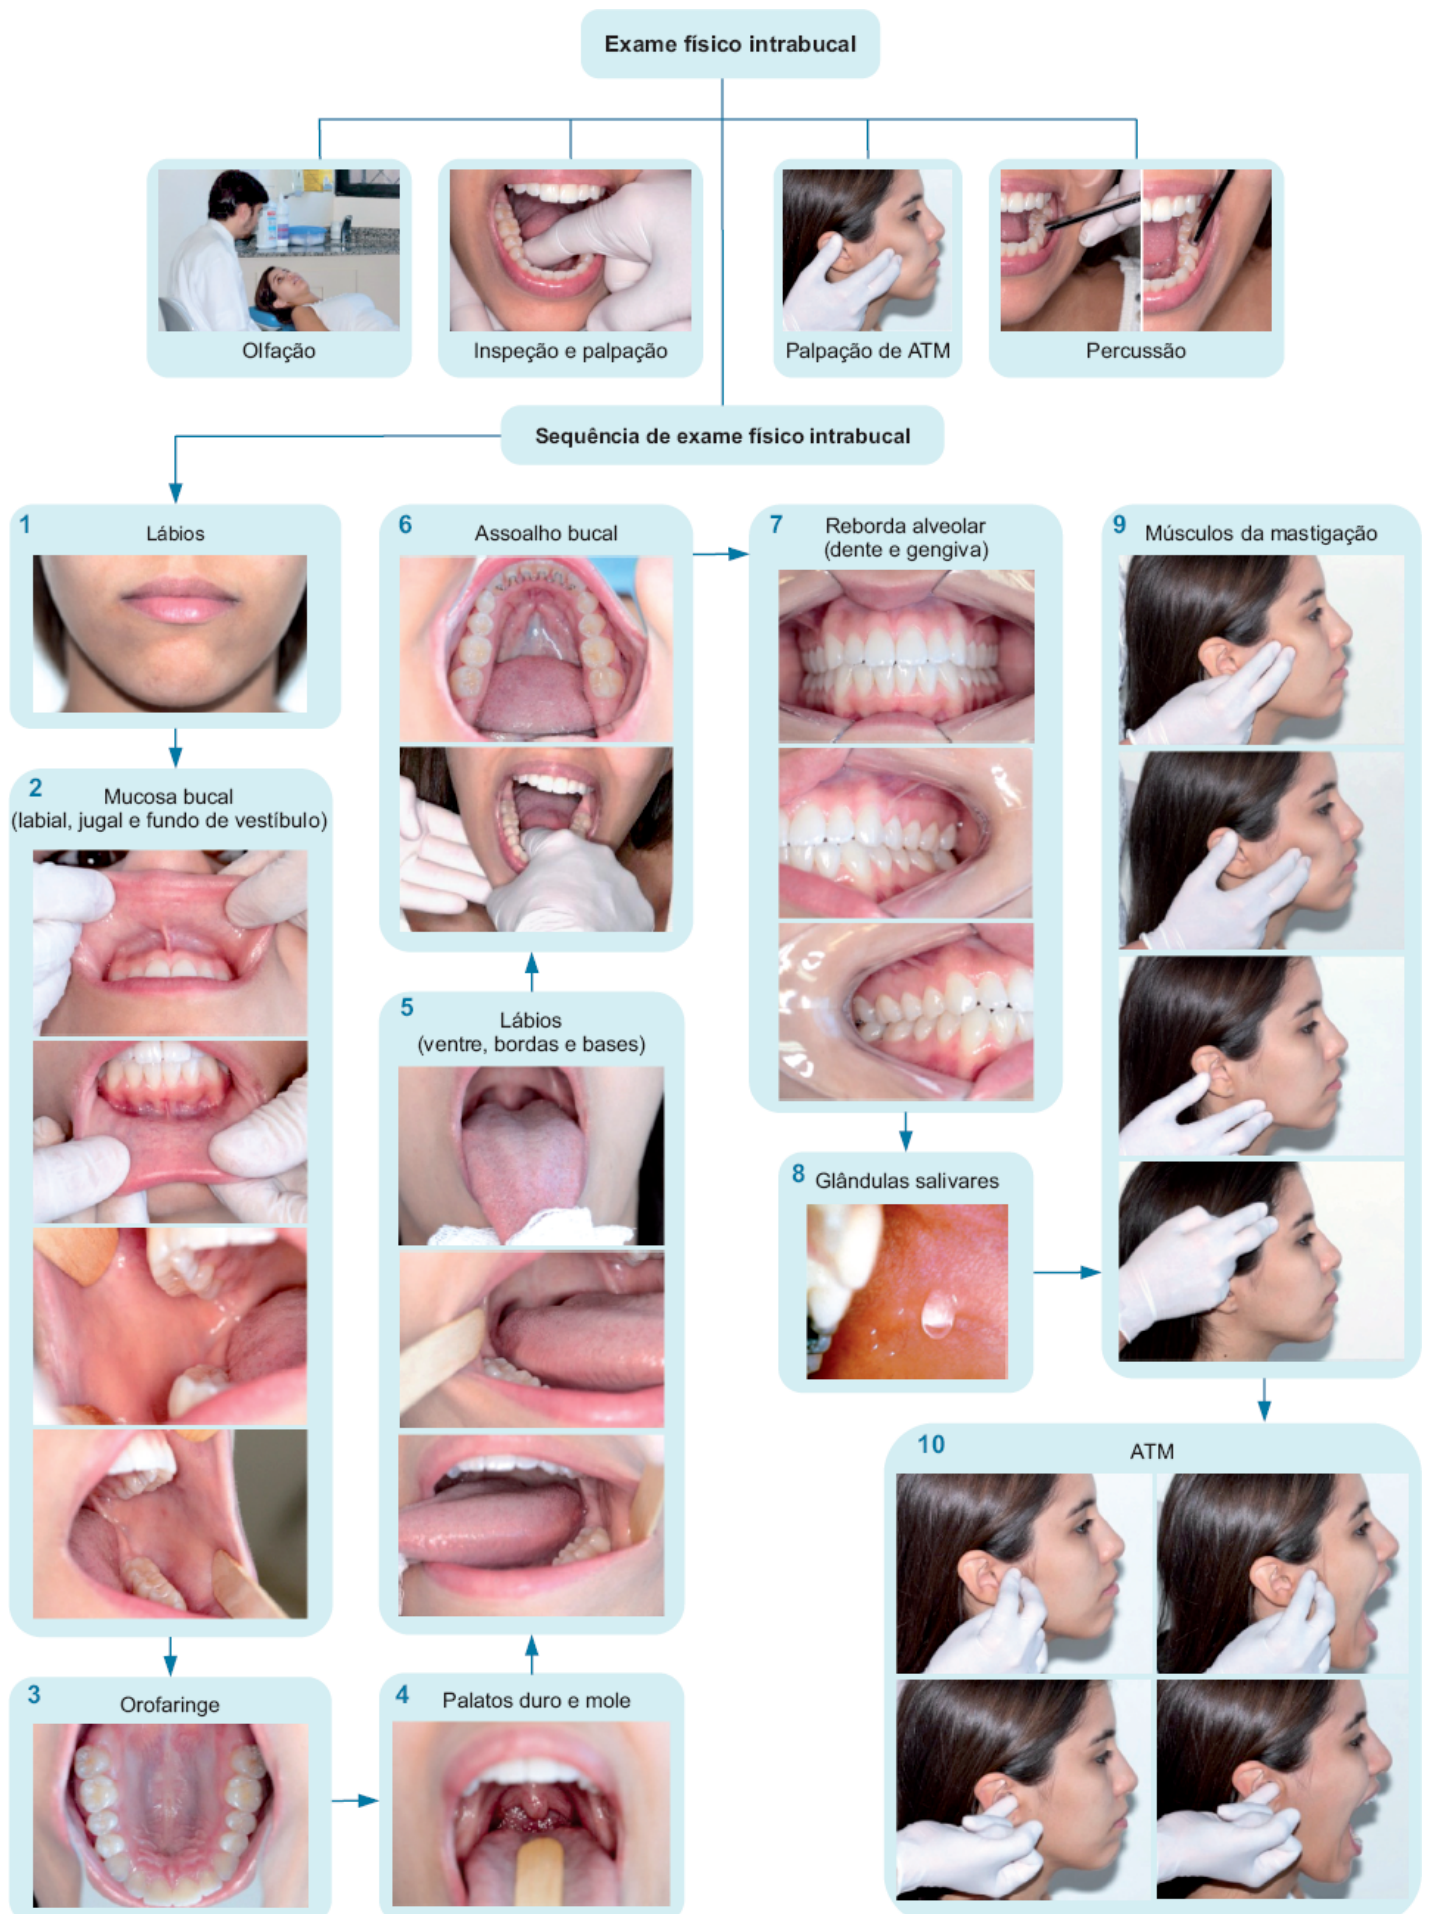 Exame físico intrabucal
Olfação
Inspeção e palpação
Palpação de ATM
Percussão
Sequência de exame físico intrabucal
1
Lábios
2
Mucosa bucal
(labial, jugal e fundo de vestíbulo)
3
Orofaringe
4
Palatos duro e mole
5
Lábios
(ventre, bordas e bases)
6
Assoalho bucal
7
Reborda alveolar
(dente e gengiva)
8
Glândulas salivares
9
Músculos da mastigação
10
ATM